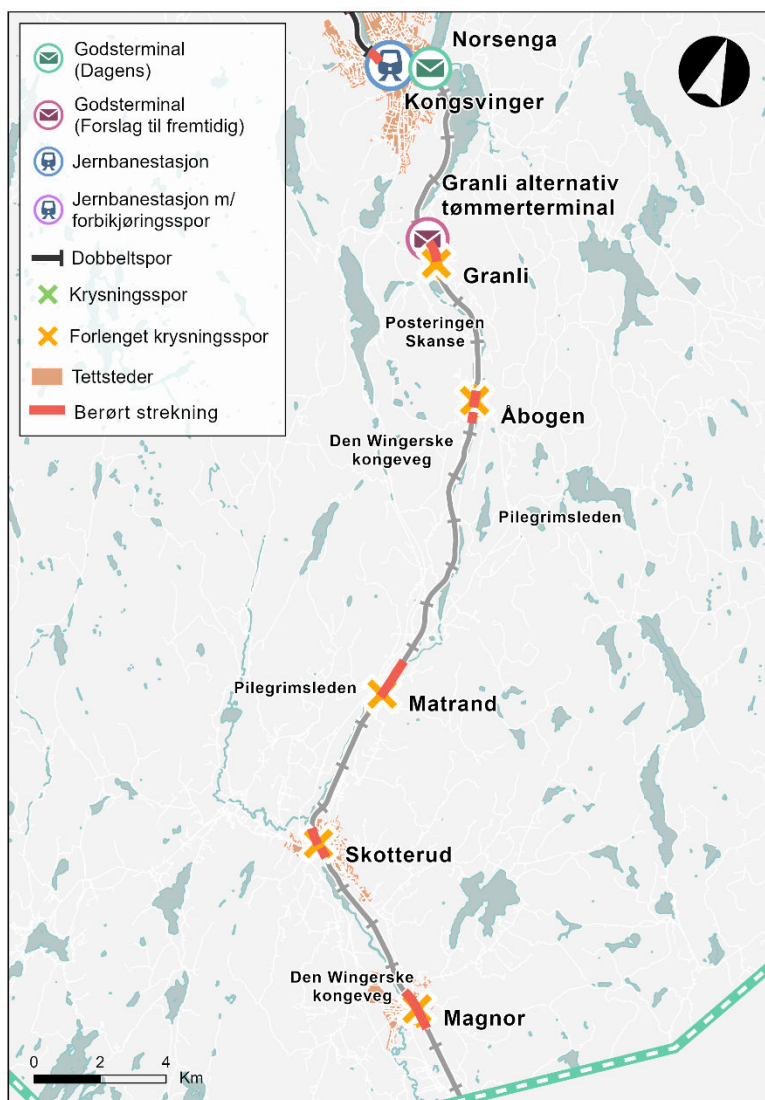 Godsterminal
(Dagens)
Godsterminal
(Forslag til fremtidig)
Jernbanestasjon
Jernbanestasjon m/
forbikjøringsspor
Dobbeltspor
Krysningsspor
Forlenget krysningsspor
Tettsteder
Berørt strekning
Norsenga
Kongsvinger
Granli alternativ
tømmerterminal
Granli
Posteringen
Skanse
Åbogen
Den Wingerske
kongeveg
Pilegrimsleden
Pilegrimsleden
Matrand
Skotterud
Den Wingerske
kongeveg
Magnor
0 2 4
Km